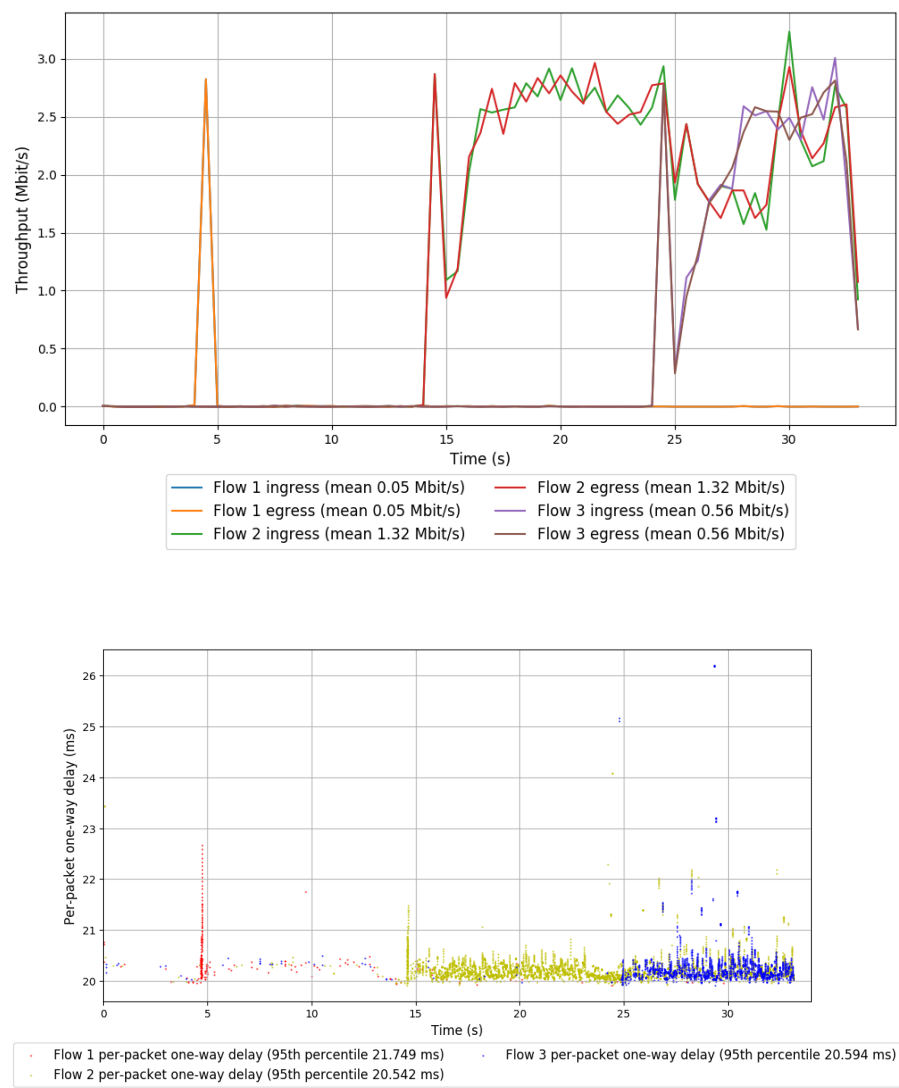 3.0
2.5
2.0
1.5
1.0
0.5
0.0
Throughput (Mbit/s)
0 5 10 15 20 25 30
Time (s)
Flow 1 ingress (mean 0.05 Mbit/s)
Flow 1 egress (mean 0.05 Mbit/s)
Flow 2 ingress (mean 1.32 Mbit/s)
Flow 2 egress (mean 1.32 Mbit/s)
Flow 3 ingress (mean 0.56 Mbit/s)
Flow 3 egress (mean 0.56 Mbit/s)
26
25
24
23
22
21
20
Per-packet one-way delay (ms)
0 5 10 15 20 25 30
Time (s)
Flow 1 per-packet one-way delay (95th percentile 21.749 ms)
Flow 2 per-packet one-way delay (95th percentile 20.542 ms)
Flow 3 per-packet one-way delay (95th percentile 20.594 ms)